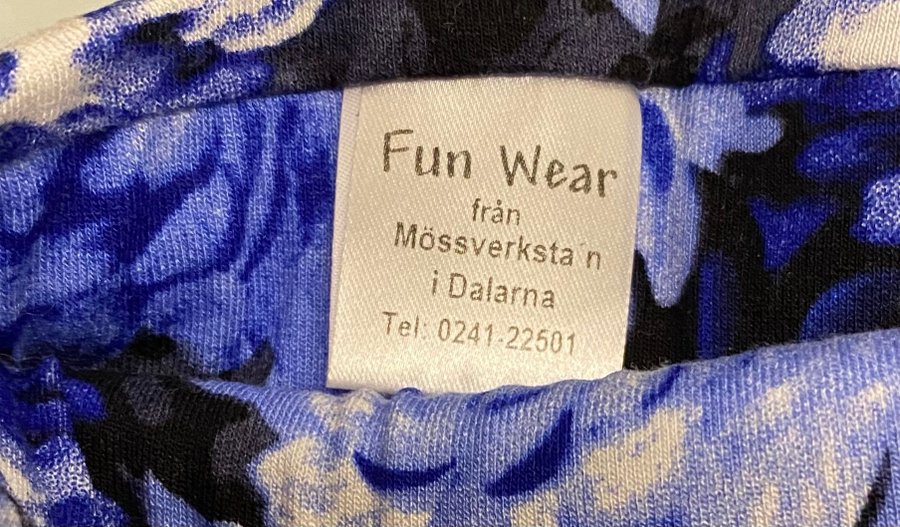 Fun Wear
från
Mössverksta´n
i Dalarna
Tel: 0241-22501